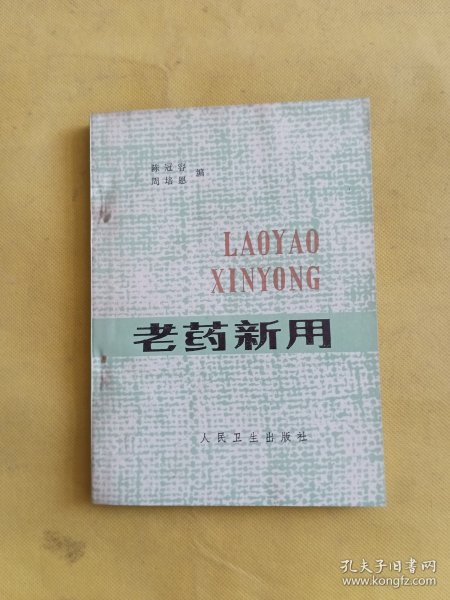 陈冠容
周培恩 编
LAOYAO
XINYONG
老药新用
人民卫生出版社
孔夫子旧书网
www.kongfz.com